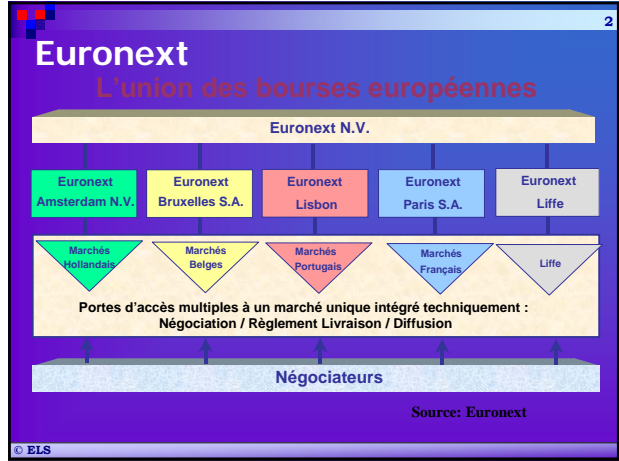 2
Euronext
L'union des bourses européennes
Euronext N.V.
Euronext
Amsterdam N.V.
Euronext
Bruxelles S.A.
Euronext
Lisbon
Euronext
Paris S.A.
Euronext
Liffe
Marchés
Hollandais
Marchés
Belges
Marchés
Portugais
Marchés
Français
Liffe
Portes d'accès multiples à un marché unique intégré techniquement :
Négociation / Règlement Livraison / Diffusion
Négociateurs
Source: Euronext
© ELS